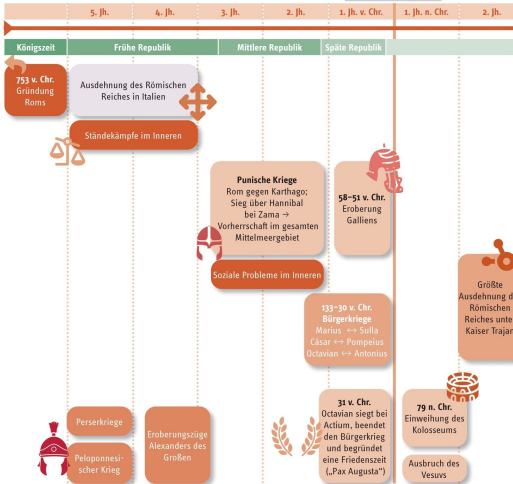 5. Jh.
4. Jh.
3. Jh.
2. Jh.
1. Jh. v. Chr.
1. Jh. n. Chr.
2. Jh.
Königszeit
Frühe Republik
Mittlere Republik
Späte Republik
753 v. Chr.
Gründung
Roms
Ausdehnung des Römischen
Reiches in Italien
Ständekämpfe im Inneren
Punische Kriege
Rom gegen Karthago;
Sieg über Hannibal
bei Zama →
Vorherrschaft im gesamten
Mittelmeergebiet
Soziale Probleme im Inneren
58–51 v. Chr.
Eroberung
Galliens
133–30 v. Chr.
Bürgerkriege
Marius ↔ Sulla
Cäsar ↔ Pompeius
Octavian ↔ Antonius
Größte
Ausdehnung d
Römischen
Reiches unte
Kaiser Trajan
Perserkriege
Peloponnesi-
scher Krieg
Eroberungszüge
Alexanders des
Großen
31 v. Chr.
Octavian siegt bei
Actium, beendet
den Bürgerkrieg
und begründet
eine Friedenszeit
(„Pax Augusta“)
79 n. Chr.
Einweihung des
Kolosseums
Ausbruch des
Vesuvs